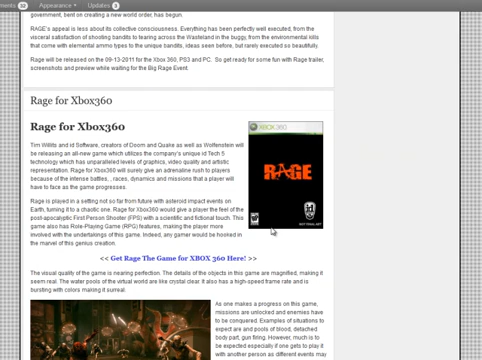 ments 32 Appearance Updates 3
government, bent on creating a new world order, has begun.
RAGE's appeal is less about its collective consciousness. Everything has been perfectly well executed, from the
visceral satisfaction of shooting bandits to tearing across the Wasteland in the buggy, from the environmental kills
that come with elemental ammo types to the unique bandits, ideas seen before, but rarely executed so beautifully.
Rage will be released on the 09-13-2011 for the Xbox 360, PS3 and PC. So get ready for some fun with Rage trailer,
screenshots and preview while waiting for the Big Rage Event.
Rage for Xbox360
Rage for Xbox360
Tim Willits and id Software, creators of Doom and Quake as well as Wolfenstein will
be releasing an all-new game which utilizes the company's unique id Tech 5
technology which has unparalleled levels of graphics, video quality and artistic
representation. Rage for Xbox360 will surely give an adrenaline rush to players
because of the intense battles... races, dynamics and missions that a player will
have to face as the game progresses.
XBOX360
RAGE
Rage is played in a setting not so far from future with asteroid impact events on
Earth, turning it to a chaotic one. Rage for Xbox360 would give a player the feel of the
post-apocalyptic First Person Shooter (FPS) with a scientific and fictional touch. This
game also has Role-Playing Game (RPG) features, making the player more
involved with the undertakings of this game. Indeed, any gamer would be hooked in
the marvel of this genius creation.
<< Get Rage The Game for XBOX 360 Here! >>
The visual quality of the game is nearing perfection. The details of the objects in this game are magnified, making it
seem real. The water pools of the virtual world are like crystal clear. It also has a high-speed frame rate and is
bursting with colors making it surreal.
As one makes a progress on this game,
missions are unlocked and enemies have
to be conquered. Examples of situations to
expect are and pools of blood, detached
body part, gun firing. However, much is to
be expected especially if one gets to play it
with another person as different events may